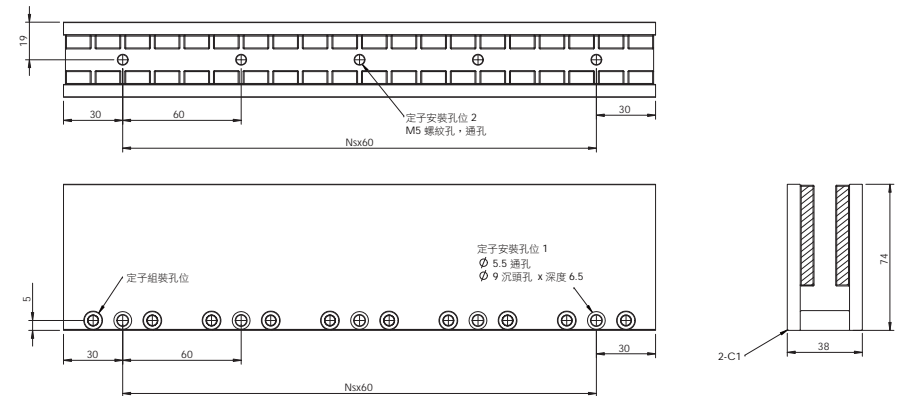 19
30
60
30
定子安裝孔位 2
M5 螺紋孔，通孔
Nsx60
定子安裝孔位 1
Ø 5.5 通孔
Ø 9 沉頭孔 x 深度 6.5
定子組裝孔位
5
30
60
30
Nsx60
74
2-C1
38